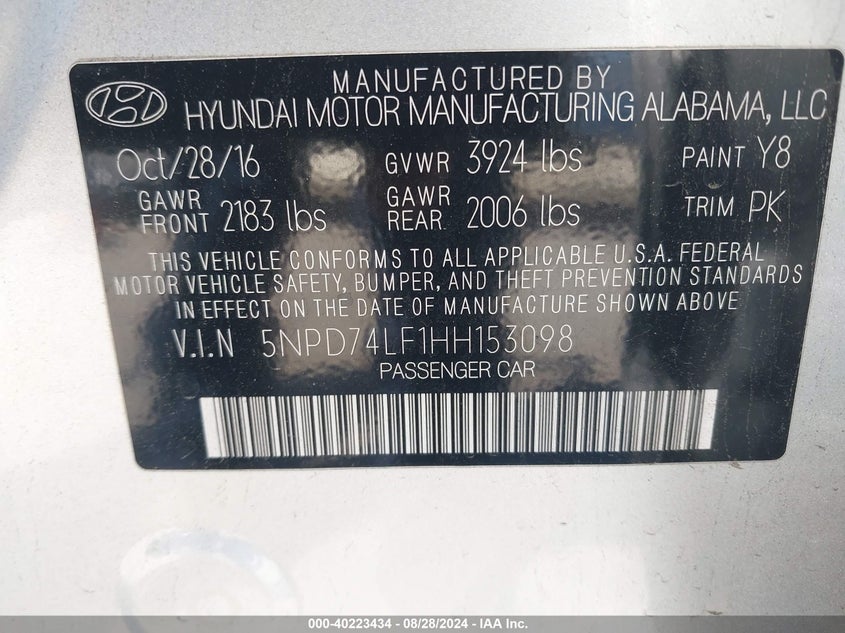 MANUFACTURED BY
HYUNDAI MOTOR MANUFACTURING ALABAMA, LLC
Oct/28/16 GVWR 3924 lbs PAINT Y8
GAWR FRONT 2183 lbs GAWR REAR 2006 lbs TRIM PK
THIS VEHICLE CONFORMS TO ALL APPLICABLE U.S.A. FEDERAL
MOTOR VEHICLE SAFETY, BUMPER, AND THEFT PREVENTION STANDARDS
IN EFFECT ON THE DATE OF MANUFACTURE SHOWN ABOVE
V.I.N 5NPD74LF1HH153098
PASSENGER CAR
000-40223434 - 08/28/2024 - IAA Inc.